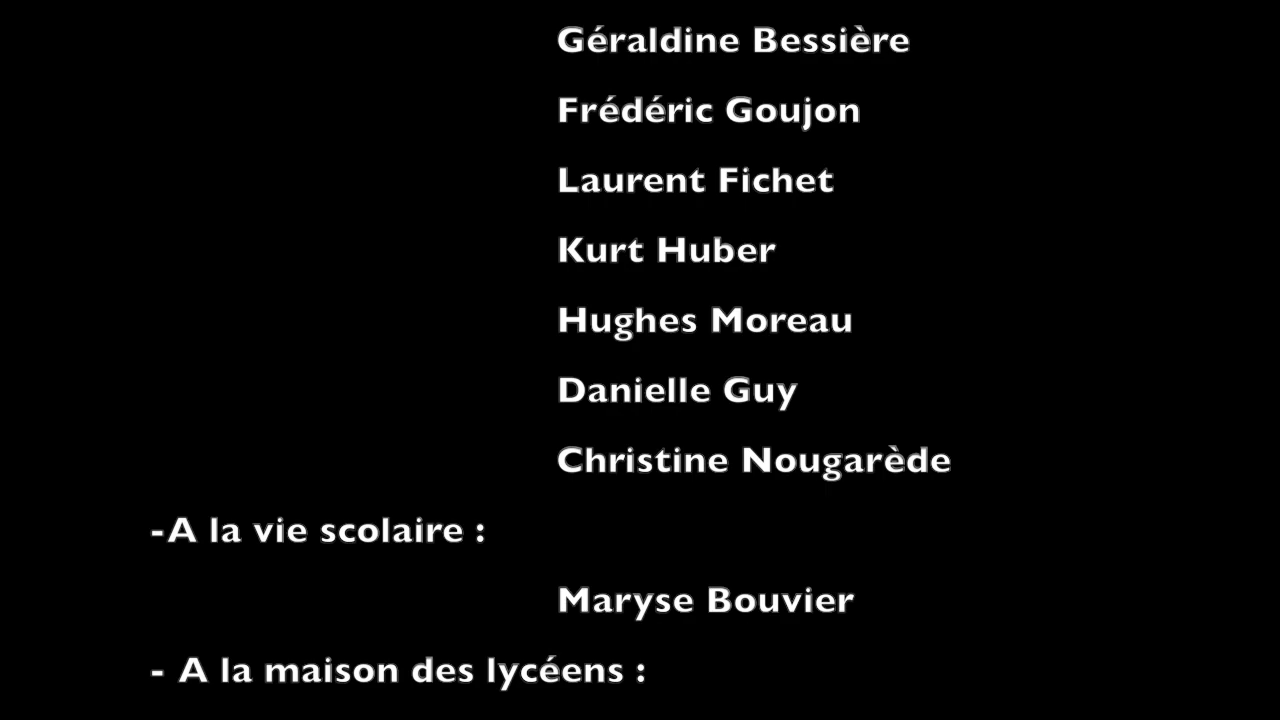 Géraldine Bessière
Frédéric Goujon
Laurent Fichet
Kurt Huber
Hughes Moreau
Danielle Guy
Christine Nougarède
-A la vie scolaire :
Maryse Bouvier
- A la maison des lycéens :